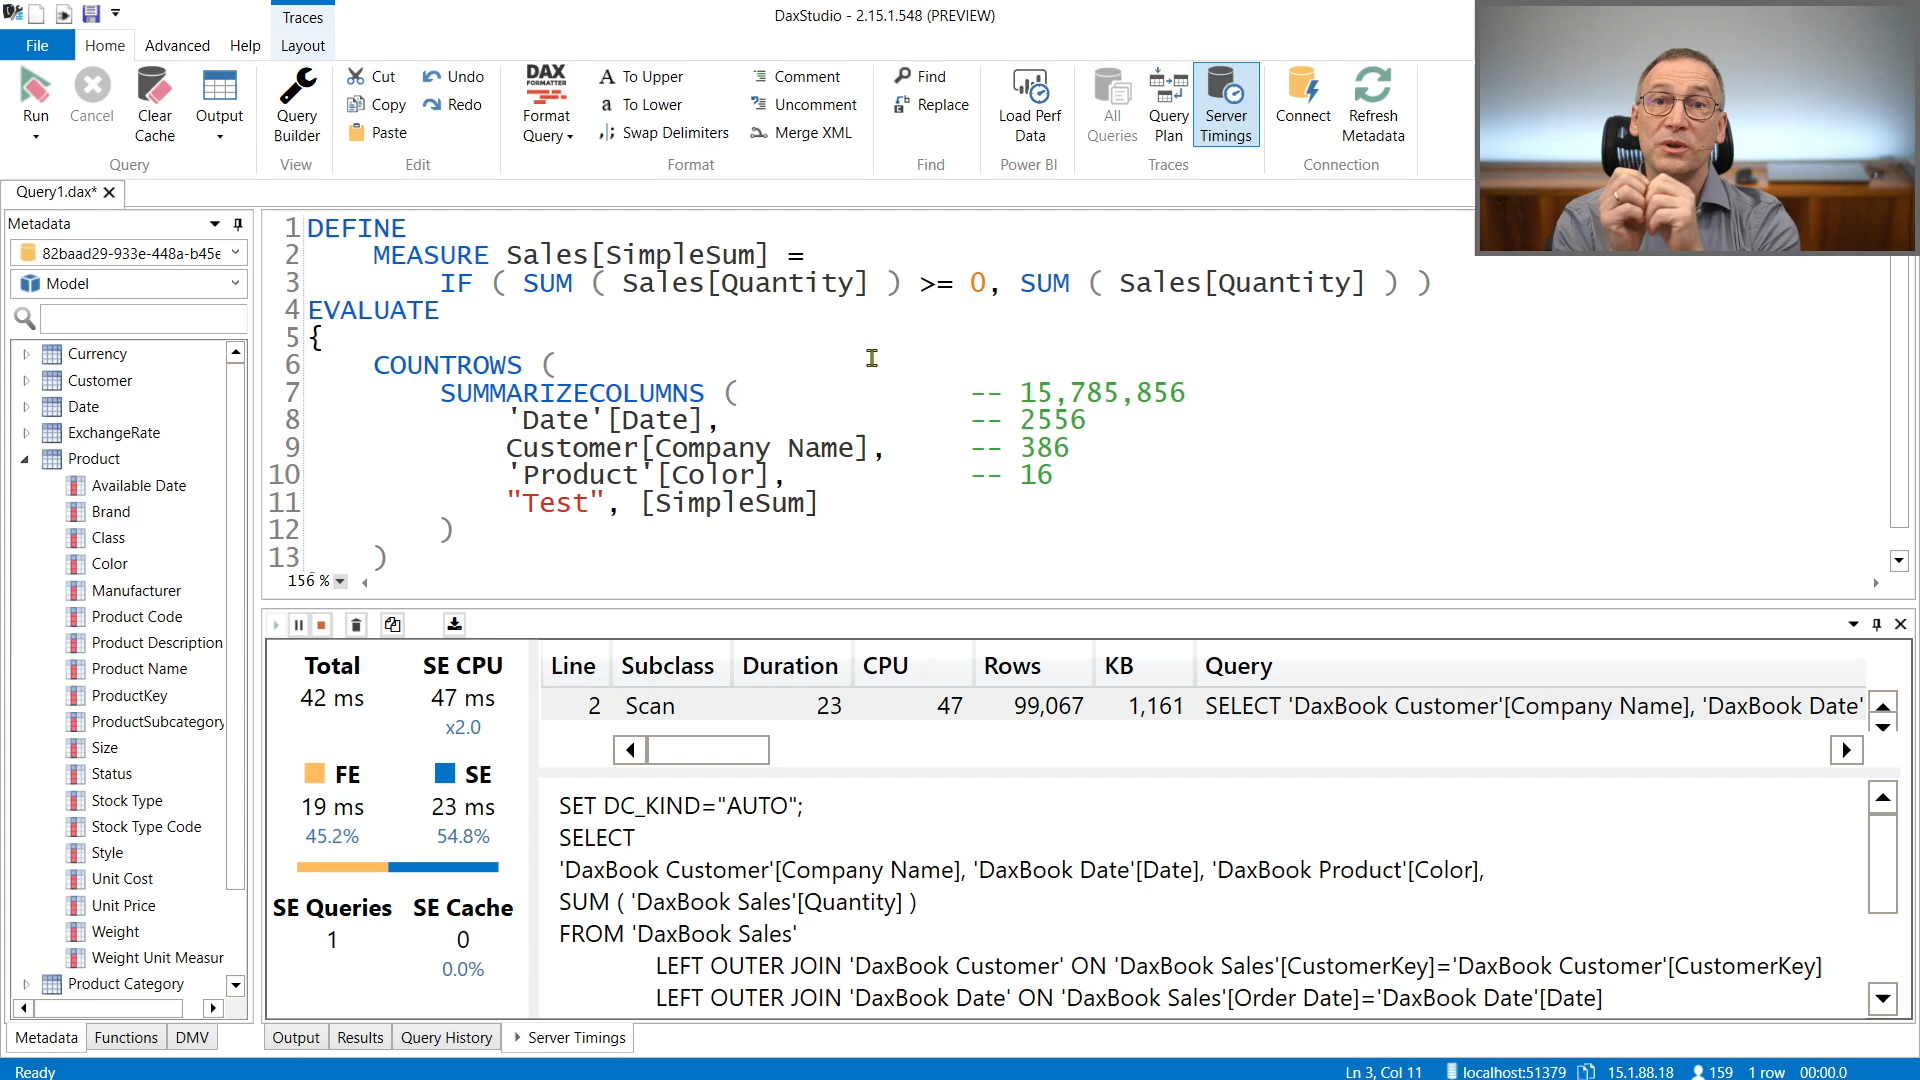 DaxStudio - 2.15.1.548 (PREVIEW)
Traces
File Home Advanced Help Layout
Run
Cancel
Clear Cache
Output
Query
Query Builder
View
Cut
Copy
Paste
Undo
Redo
Edit
DAX FORMATTER
Format Query
To Upper
To Lower
Swap Delimiters
Comment
Uncomment
Merge XML
Format
Find
Replace
Find
Load Perf Data
Power BI
All Queries
Query Plan
Server Timings
Traces
Connect
Refresh Metadata
Connection
Query1.dax*
Metadata
82baad29-933e-448a-b45e
Model
Currency
Customer
Date
ExchangeRate
Product
Available Date
Brand
Class
Color
Manufacturer
Product Code
Product Description
Product Name
ProductKey
ProductSubcategory
Size
Status
Stock Type
Stock Type Code
Style
Unit Cost
Unit Price
Weight
Weight Unit Measur
Product Category
Metadata Functions DMV
1 DEFINE
2 MEASURE Sales[SimpleSum] =
3 IF ( SUM ( Sales[Quantity] ) >= 0, SUM ( Sales[Quantity] ) )
4 EVALUATE
5 {
6 COUNTROWS (
7 SUMMARIZECOLUMNS ( -- 15,785,856
8 'Date'[Date], -- 2556
9 Customer[Company Name], -- 386
10 'Product'[Color], -- 16
11 "Test", [SimpleSum]
12 )
13 )
156 %
Total SE CPU
42 ms 47 ms
x2.0
FE SE
19 ms 23 ms
45.2% 54.8%
SE Queries SE Cache
1 0
0.0%
Line Subclass Duration CPU Rows KB Query
2 Scan 23 47 99,067 1,161 SELECT 'DaxBook Customer'[Company Name], 'DaxBook Date'
SET DC_KIND="AUTO";
SELECT
'DaxBook Customer'[Company Name], 'DaxBook Date'[Date], 'DaxBook Product'[Color],
SUM ( 'DaxBook Sales'[Quantity] )
FROM 'DaxBook Sales'
LEFT OUTER JOIN 'DaxBook Customer' ON 'DaxBook Sales'[CustomerKey]='DaxBook Customer'[CustomerKey]
LEFT OUTER JOIN 'DaxBook Date' ON 'DaxBook Sales'[Order Date]='DaxBook Date'[Date]
Output Results Query History Server Timings
Ready Ln 3, Col 11 localhost:51379 15.1.88.18 159 1 row 00:00.0